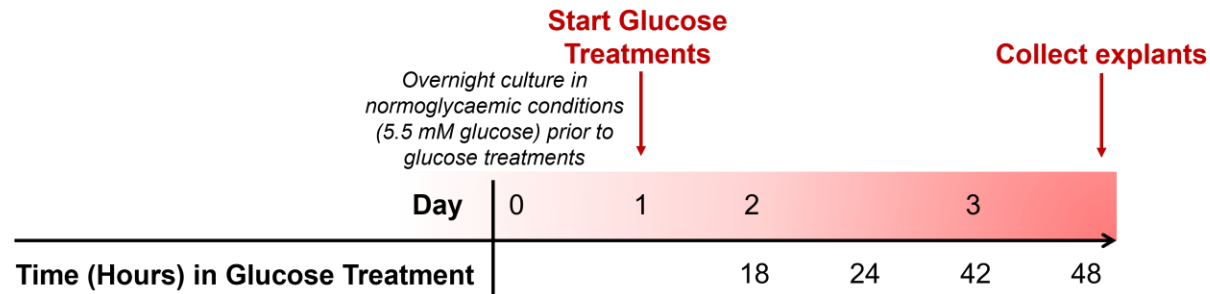 Start Glucose
Treatments
Collect explants
Overnight culture in
normoglycaemic conditions
(5.5 mM glucose) prior to
glucose treatments
Day 0 1 2 3
Time (Hours) in Glucose Treatment 18 24 42 48